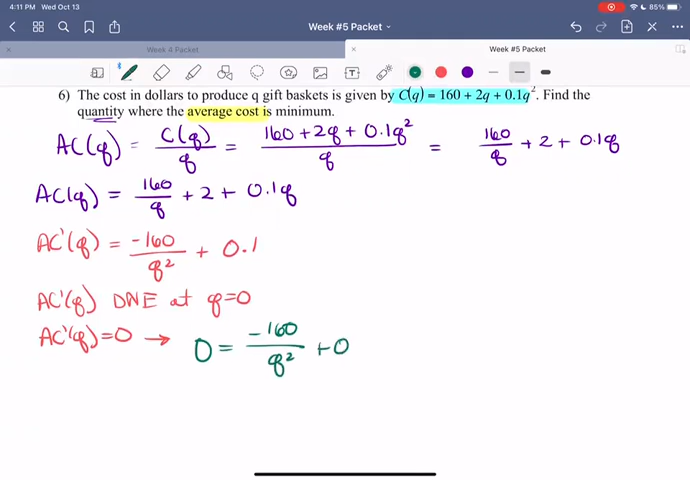 4:11 PM Wed Oct 13
85%
Week #5 Packet
Week 4 Packet
Week #5 Packet
6) The cost in dollars to produce q gift baskets is given by C(q) = 160 + 2q + 0.1q². Find the
quantity where the average cost is minimum.
AC(q) = C(q)/q = (160+2q+0.1q²)/q = 160/q + 2 + 0.1q
AC(q) = 160/q + 2 + 0.1q
AC'(q) = -160/q² + 0.1
AC'(q) DNE at q=0
AC'(q)=0 → 0 = -160/q² +0